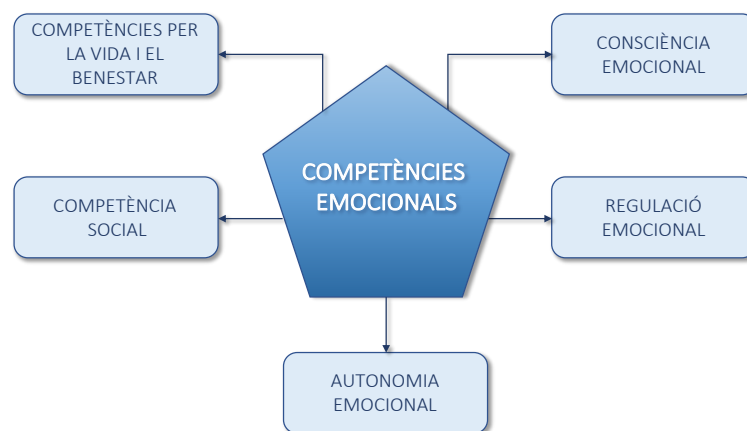 COMPETÈNCIES PER
LA VIDA I EL
BENESTAR
CONSCIÈNCIA
EMOCIONAL
COMPETÈNCIES
EMOCIONALS
COMPETÈNCIA
SOCIAL
REGULACIÓ
EMOCIONAL
AUTONOMIA
EMOCIONAL